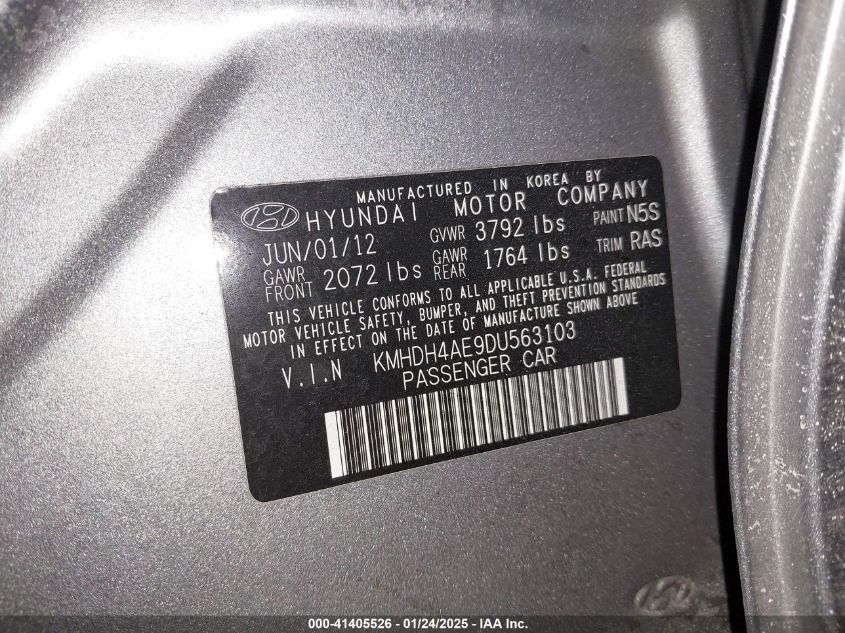 MANUFACTURED IN KOREA BY
HYUNDAI MOTOR COMPANY
JUN/01/12 GVWR 3792 lbs PAINT N5S
GAWR FRONT 2072 lbs GAWR REAR 1764 lbs TRIM RAS
THIS VEHICLE CONFORMS TO ALL APPLICABLE U.S.A. FEDERAL
MOTOR VEHICLE SAFETY, BUMPER, AND THEFT PREVENTION STANDARDS
IN EFFECT ON THE DATE OF MANUFACTURE SHOWN ABOVE
V.I.N KMHDH4AE9DU563103
PASSENGER CAR
000-41405526 - 01/24/2025 - IAA Inc.